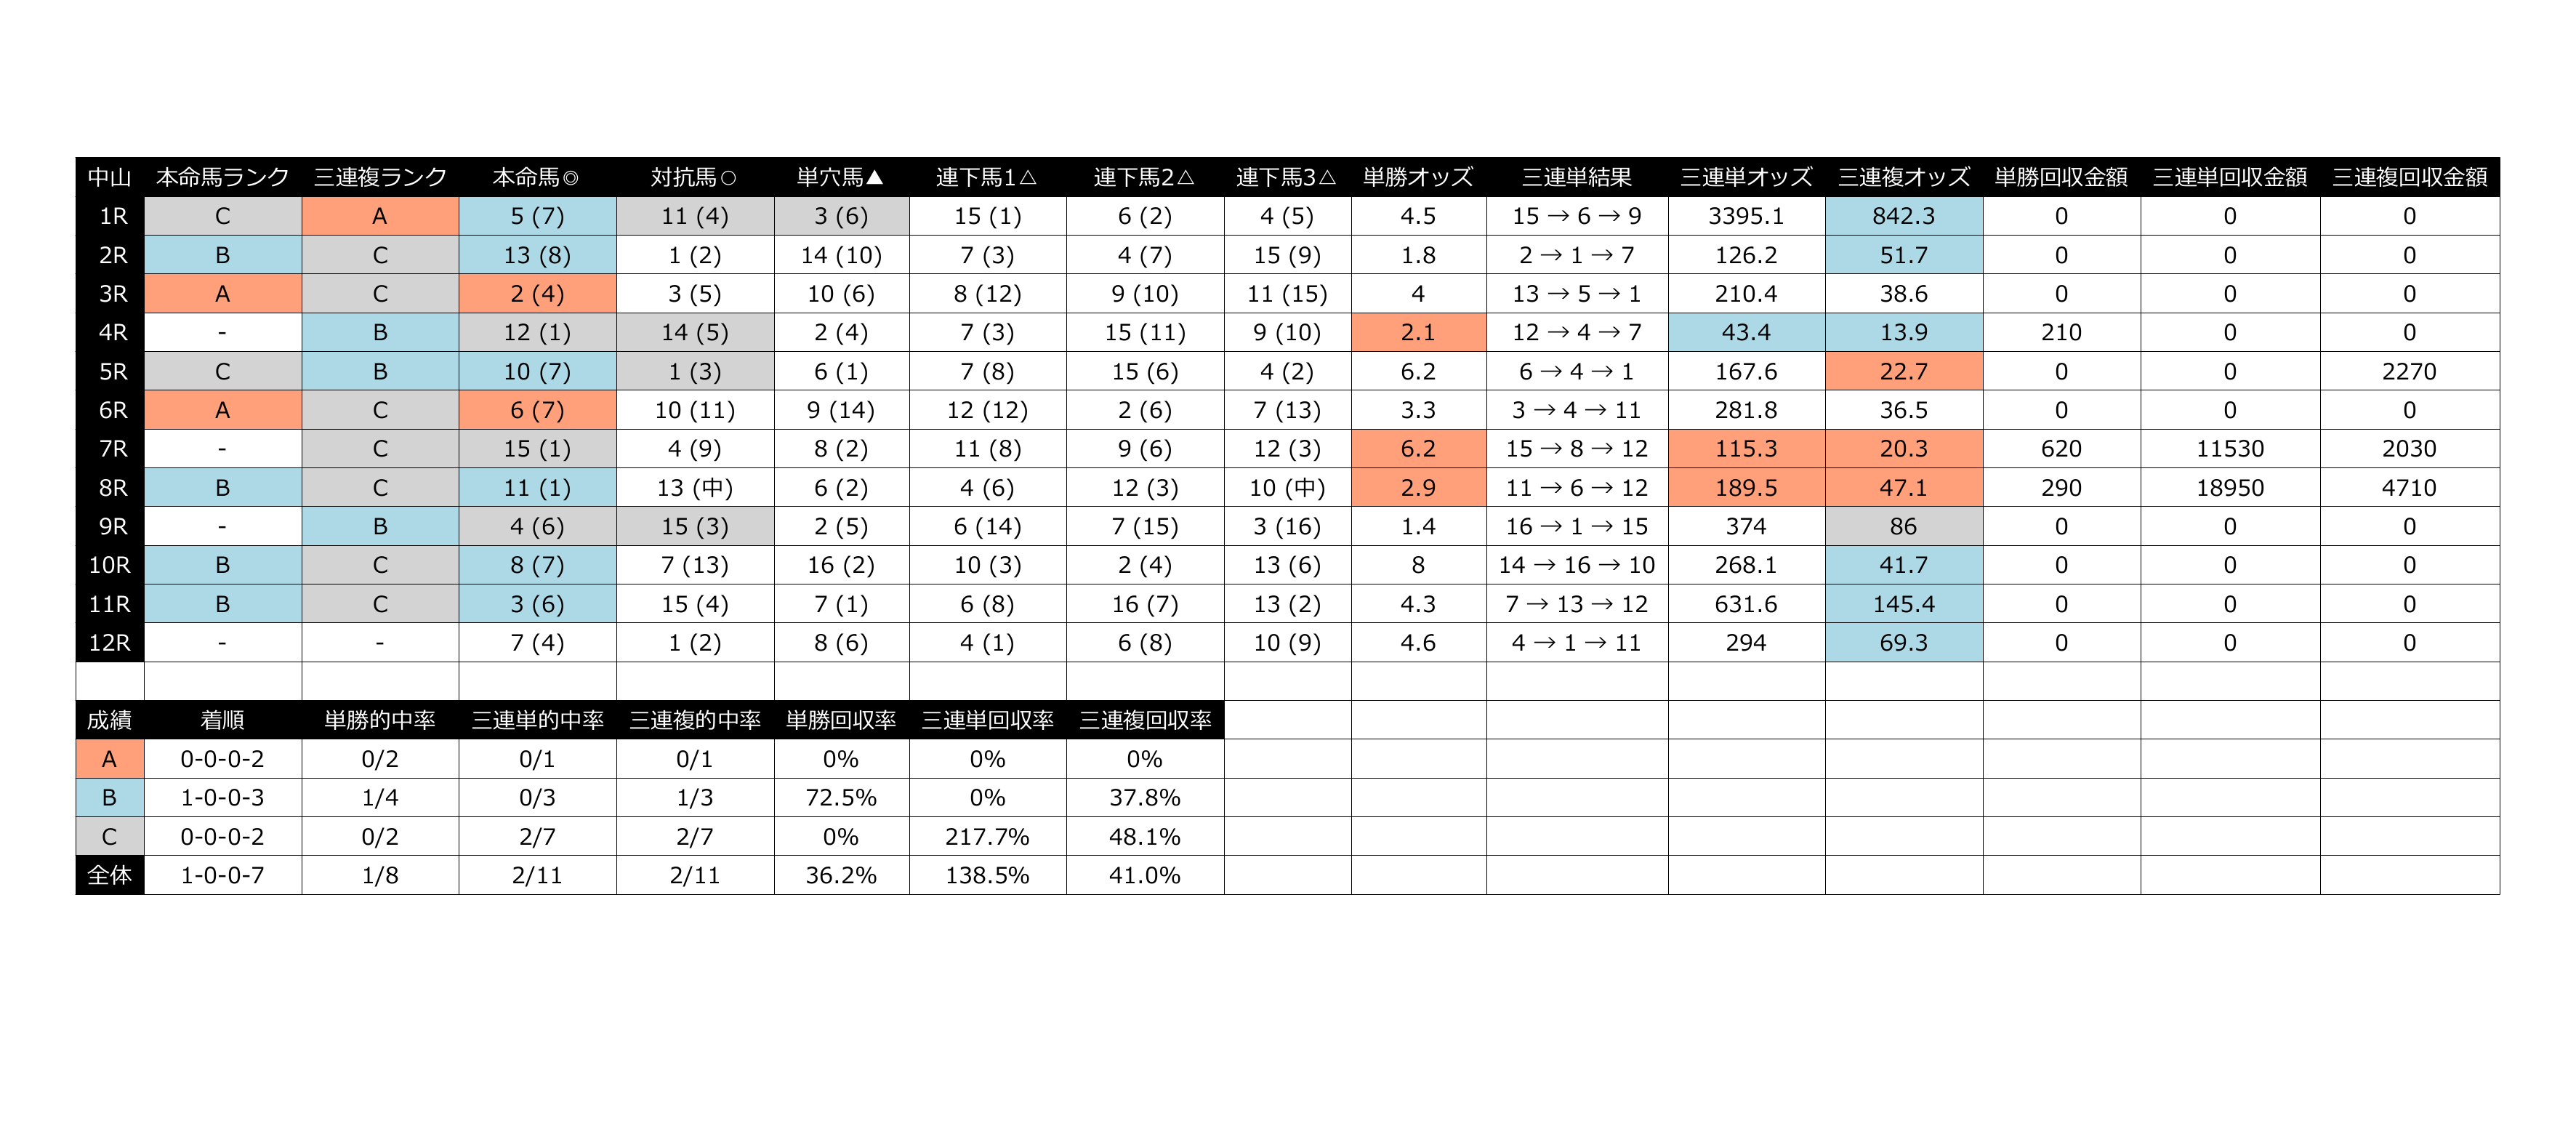 中山 本命馬ランク 三連複ランク 本命馬◎ 対抗馬○ 単穴馬▲ 連下馬1△ 連下馬2△ 連下馬3△ 単勝オッズ 三連単結果 三連単オッズ 三連複オッズ 単勝回収金額 三連単回収金額 三連複回収金額
1R C A 5 (7) 11 (4) 3 (6) 15 (1) 6 (2) 4 (5) 4.5 15 → 6 → 9 3395.1 842.3 0 0 0
2R B C 13 (8) 1 (2) 14 (10) 7 (3) 4 (7) 15 (9) 1.8 2 → 1 → 7 126.2 51.7 0 0 0
3R A C 2 (4) 3 (5) 10 (6) 8 (12) 9 (10) 11 (15) 4 13 → 5 → 1 210.4 38.6 0 0 0
4R - B 12 (1) 14 (5) 2 (4) 7 (3) 15 (11) 9 (10) 2.1 12 → 4 → 7 43.4 13.9 210 0 0
5R C B 10 (7) 1 (3) 6 (1) 7 (8) 15 (6) 4 (2) 6.2 6 → 4 → 1 167.6 22.7 0 0 2270
6R A C 6 (7) 10 (11) 9 (14) 12 (12) 2 (6) 7 (13) 3.3 3 → 4 → 11 281.8 36.5 0 0 0
7R - C 15 (1) 4 (9) 8 (2) 11 (8) 9 (6) 12 (3) 6.2 15 → 8 → 12 115.3 20.3 620 11530 2030
8R B C 11 (1) 13 (中) 6 (2) 4 (6) 12 (3) 10 (中) 2.9 11 → 6 → 12 189.5 47.1 290 18950 4710
9R - B 4 (6) 15 (3) 2 (5) 6 (14) 7 (15) 3 (16) 1.4 16 → 1 → 15 374 86 0 0 0
10R B C 8 (7) 7 (13) 16 (2) 10 (3) 2 (4) 13 (6) 8 14 → 16 → 10 268.1 41.7 0 0 0
11R B C 3 (6) 15 (4) 7 (1) 6 (8) 16 (7) 13 (2) 4.3 7 → 13 → 12 631.6 145.4 0 0 0
12R - - 7 (4) 1 (2) 8 (6) 4 (1) 6 (8) 10 (9) 4.6 4 → 1 → 11 294 69.3 0 0 0
成績 着順 単勝的中率 三連単的中率 三連複的中率 単勝回収率 三連単回収率 三連複回収率
A 0-0-0-2 0/2 0/1 0/1 0% 0% 0%
B 1-0-0-3 1/4 0/3 1/3 72.5% 0% 37.8%
C 0-0-0-2 0/2 2/7 2/7 0% 217.7% 48.1%
全体 1-0-0-7 1/8 2/11 2/11 36.2% 138.5% 41.0%